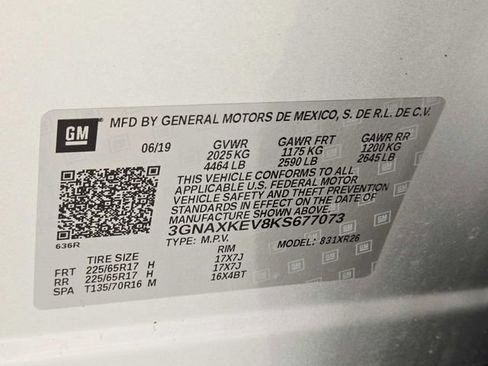 GM
MFD BY GENERAL MOTORS DE MEXICO, S. DE R.L. DE C.V.
06/19 GVWR GAWR FRT GAWR RR
2025 KG 1175 KG 1200 KG
4464 LB 2590 LB 2645 LB
THIS VEHICLE CONFORMS TO ALL
APPLICABLE U.S. FEDERAL MOTOR
VEHICLE SAFETY AND THEFT PREVENTION
STANDARDS IN EFFECT ON THE DATE OF
MANUFACTURE SHOWN ABOVE.
3GNAXKEV8KS677073
636R
TYPE: M.P.V. MODEL: 831XR26
TIRE SIZE RIM
FRT 225/65R17 H 17X7J
RR 225/65R17 H 17X7J
SPA T135/70R16 M 16X4BT